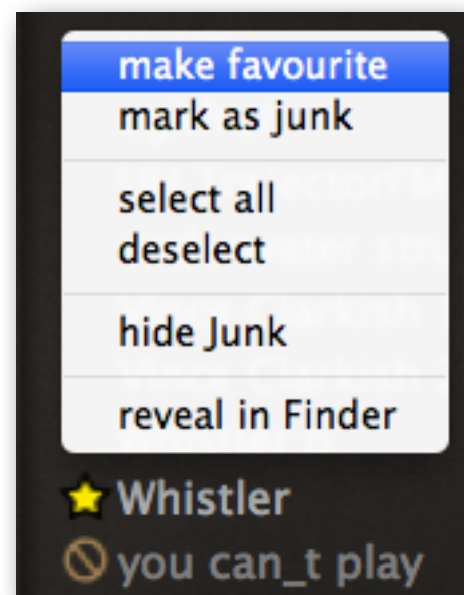 make favourite
mark as junk
select all
deselect
hide Junk
reveal in Finder
Whistler
you can_t play